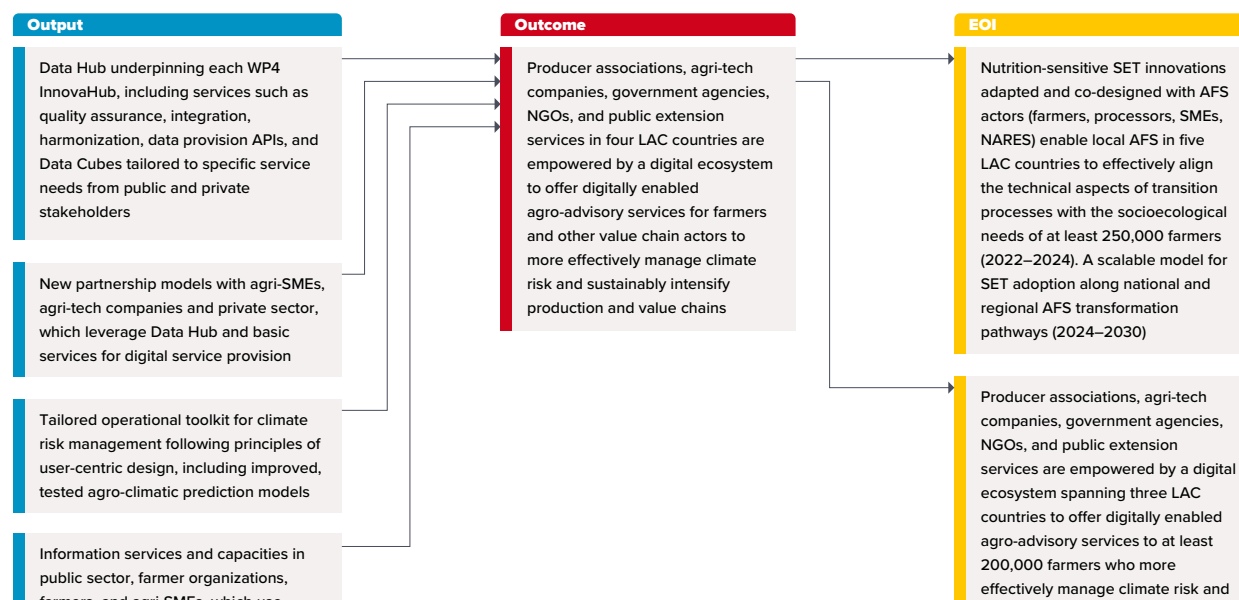 Output
Data Hub underpinning each WP4
InnovaHub, including services such as
quality assurance, integration,
harmonization, data provision APIs, and
Data Cubes tailored to specific service
needs from public and private
stakeholders
New partnership models with agri-SMEs,
agri-tech companies and private sector,
which leverage Data Hub and basic
services for digital service provision
Tailored operational toolkit for climate
risk management following principles of
user-centric design, including improved,
tested agro-climatic prediction models
Information services and capacities in
public sector, farmer organizations,
farmers, and agri-SMEs, which use
Outcome
Producer associations, agri-tech
companies, government agencies,
NGOs, and public extension
services in four LAC countries are
empowered by a digital ecosystem
to offer digitally enabled
agro-advisory services for farmers
and other value chain actors to
more effectively manage climate
risk and sustainably intensify
production and value chains
EOI
Nutrition-sensitive SET innovations
adapted and co-designed with AFS
actors (farmers, processors, SMEs,
NARES) enable local AFS in five
LAC countries to effectively align
the technical aspects of transition
processes with the socioecological
needs of at least 250,000 farmers
(2022–2024). A scalable model for
SET adoption along national and
regional AFS transformation
pathways (2024–2030)
Producer associations, agri-tech
companies, government agencies,
NGOs, and public extension
services are empowered by a digital
ecosystem spanning three LAC
countries to offer digitally enabled
agro-advisory services to at least
200,000 farmers who more
effectively manage climate risk and